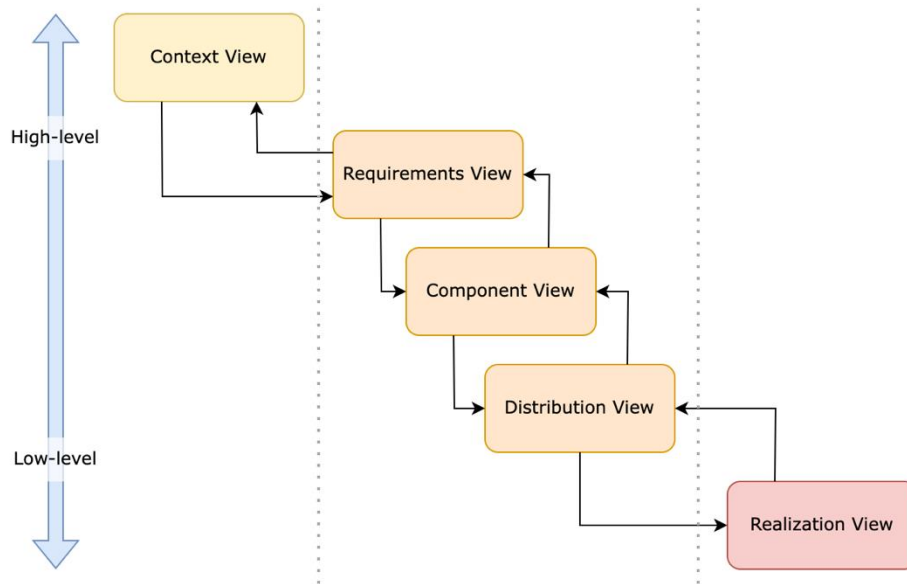 Context View
High-level
Requirements View
Component View
Distribution View
Low-level
Realization View